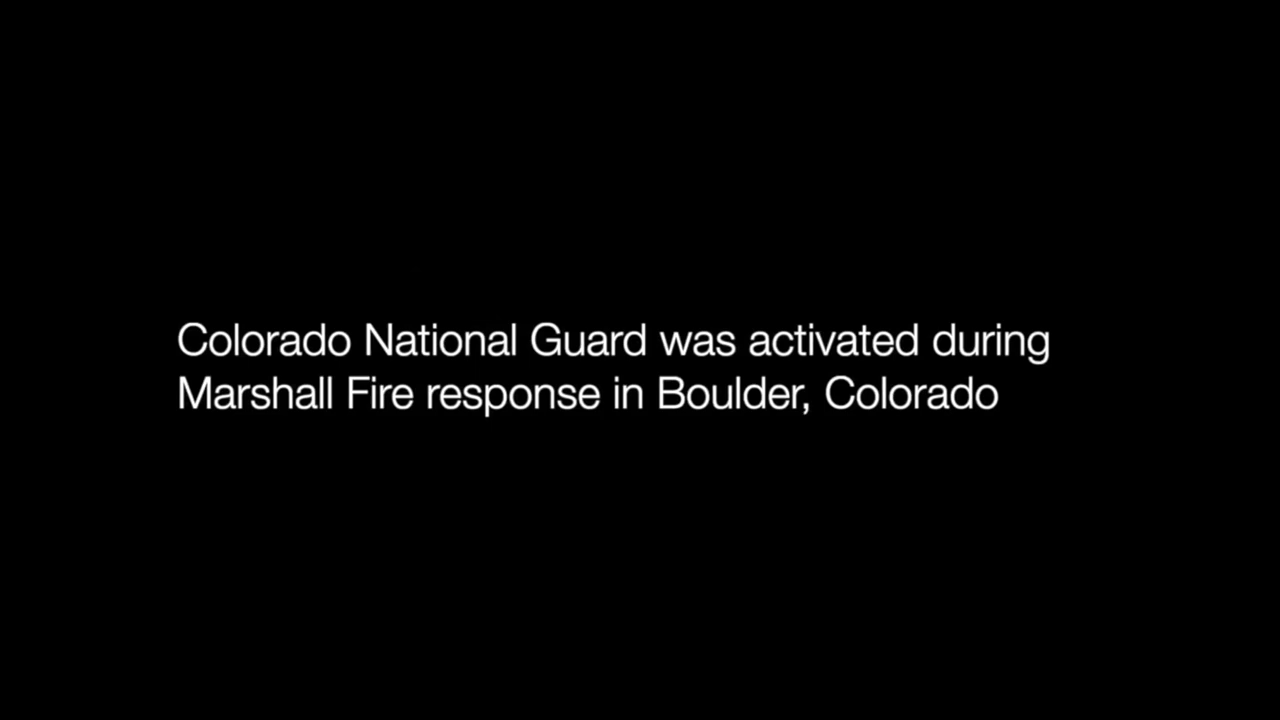 Colorado National Guard was activated during
Marshall Fire response in Boulder, Colorado